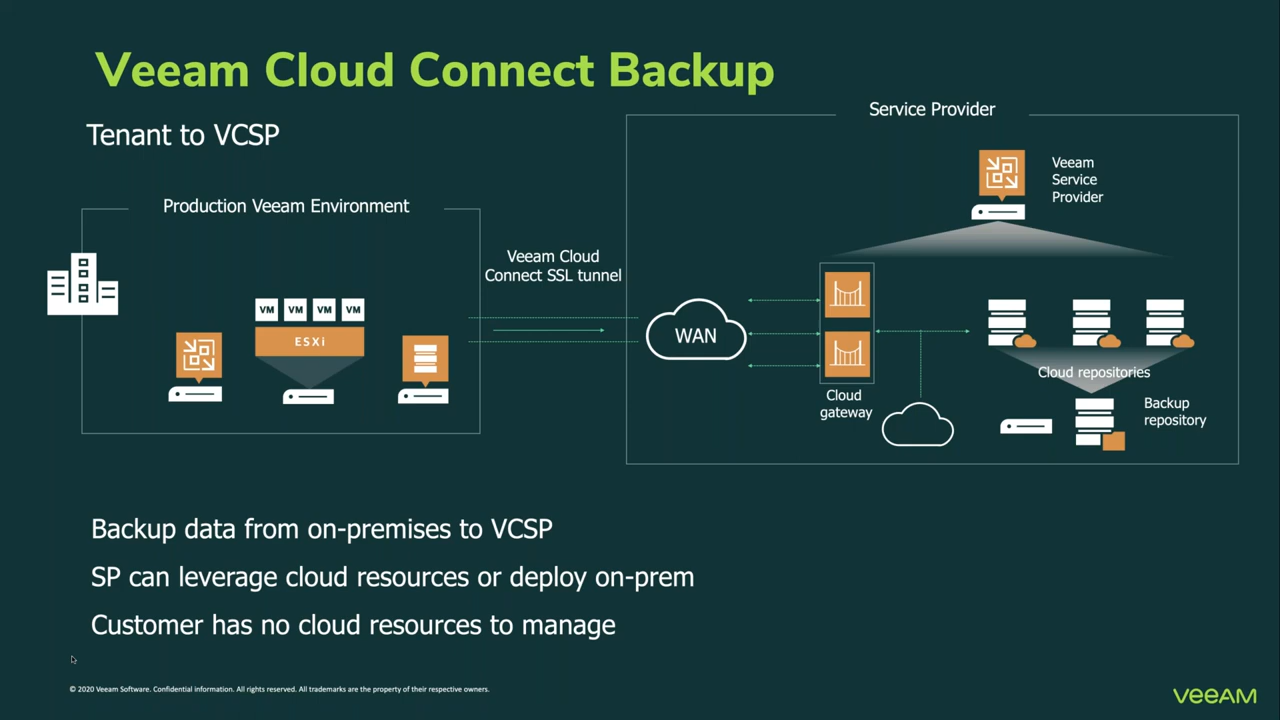 Veeam Cloud Connect Backup
Tenant to VCSP
Service Provider
Veeam
Service
Provider
Production Veeam Environment
Veeam Cloud
Connect SSL tunnel
VM VM VM VM
ESXi
WAN
Cloud
gateway
Cloud repositories
Backup
repository
Backup data from on-premises to VCSP
SP can leverage cloud resources or deploy on-prem
Customer has no cloud resources to manage
© 2020 Veeam Software. Confidential information. All rights reserved. All trademarks are the property of their respective owners.
VEEAM